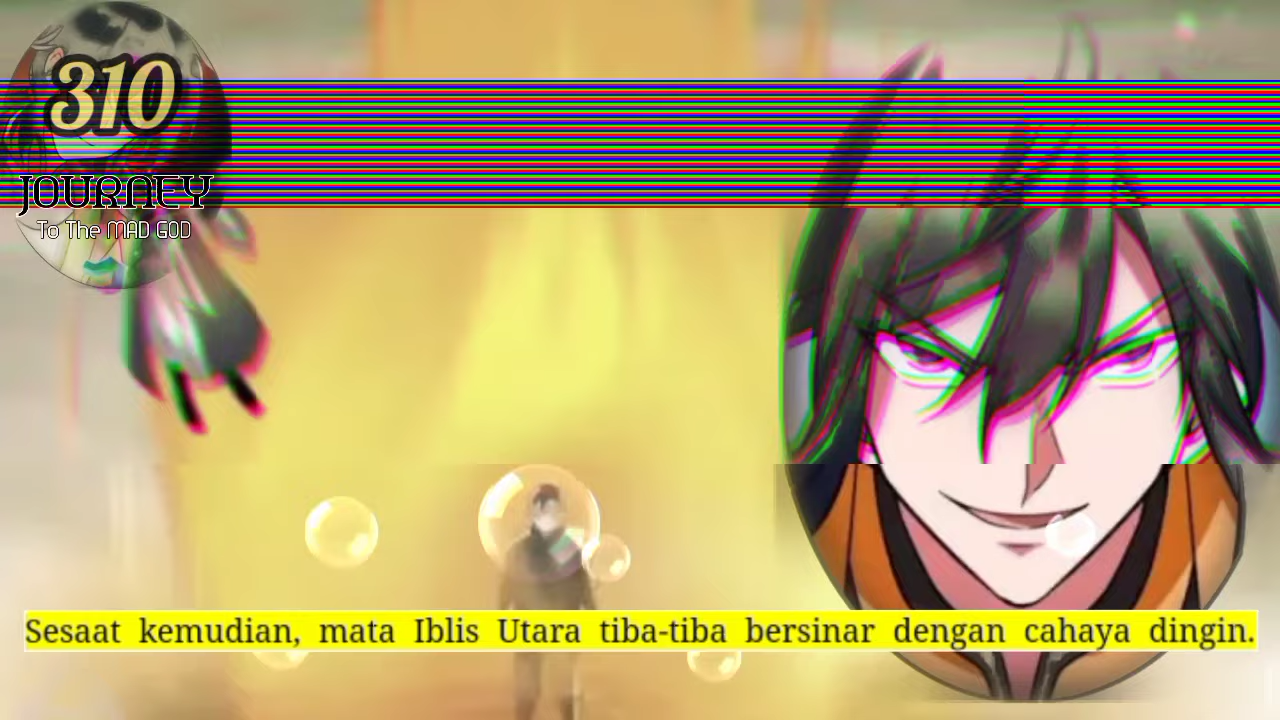 310
JOURNEY
To The MAD GOD
Sesaat kemudian, mata Iblis Utara tiba-tiba bersinar dengan cahaya dingin.